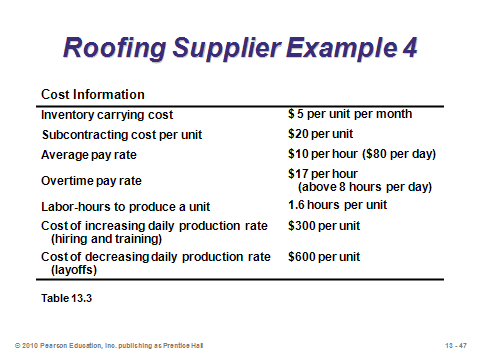 Roofing Supplier Example 4
Cost Information
Inventory carrying cost $ 5 per unit per month
Subcontracting cost per unit $20 per unit
Average pay rate $10 per hour ($80 per day)
Overtime pay rate $17 per hour
(above 8 hours per day)
Labor-hours to produce a unit 1.6 hours per unit
Cost of increasing daily production rate $300 per unit
(hiring and training)
Cost of decreasing daily production rate $600 per unit
(layoffs)
Table 13.3
© 2010 Pearson Education, Inc. publishing as Prentice Hall 13 - 47